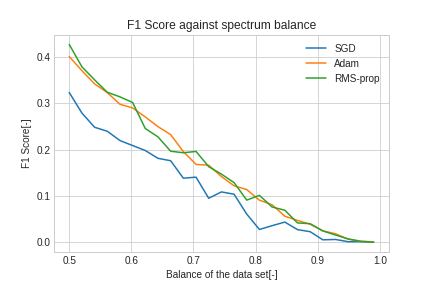 F1 Score against spectrum balance
SGD
Adam
RMS-prop
F1 Score[-]
0.4
0.3
0.2
0.1
0.0
0.5 0.6 0.7 0.8 0.9 1.0
Balance of the data set[-]